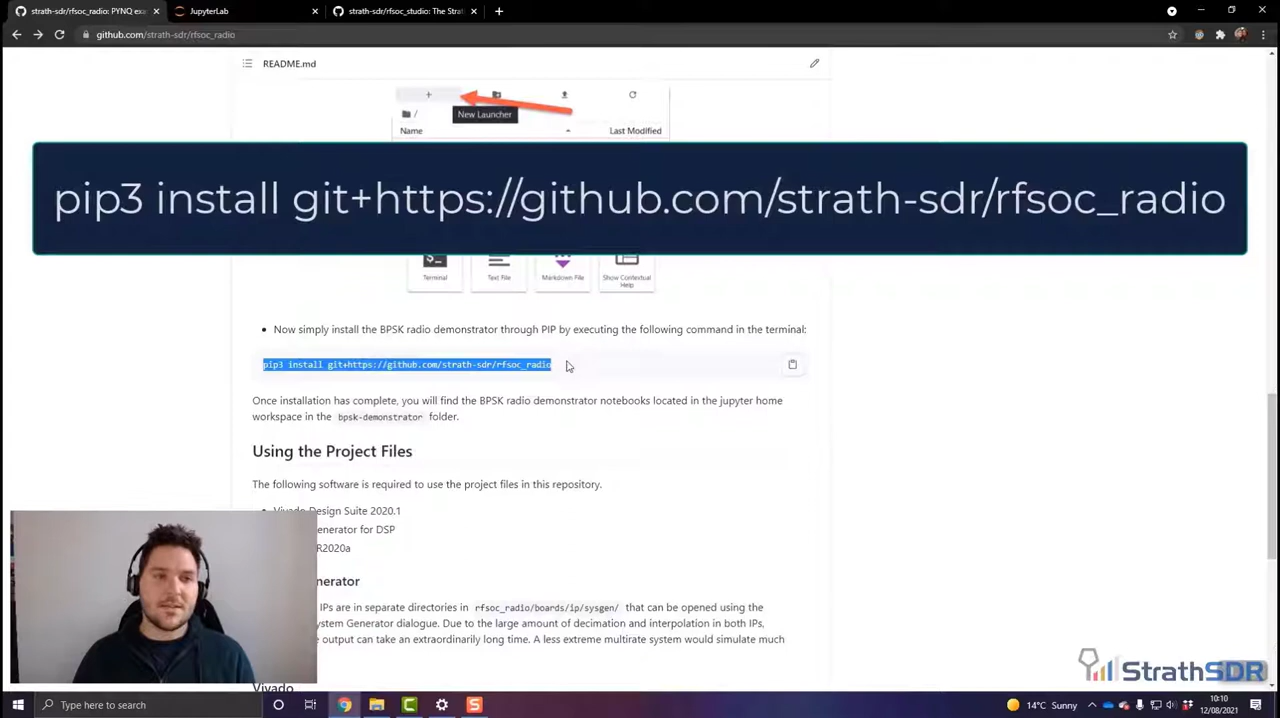 strath-sdr/rfsoc_radio: PYNQ exa
JupyterLab
strath-sdr/rfsoc_studio: The Strat
github.com/strath-sdr/rfsoc_radio
README.md
New Launcher
/
Name
Last Modified
pip3 install git+https://github.com/strath-sdr/rfsoc_radio
Terminal
Text File
Markdown File
Show Contextual
Help
Now simply install the BPSK radio demonstrator through PIP by executing the following command in the terminal:
pip3 install git+https://github.com/strath-sdr/rfsoc_radio
Once installation has complete, you will find the BPSK radio demonstrator notebooks located in the jupyter home
workspace in the bpsk-demonstrator folder.
Using the Project Files
The following software is required to use the project files in this repository.
Vivado Design Suite 2020.1
enerator for DSP
R2020a
erator
IPs are in separate directories in rfsoc_radio/boards/ip/sysgen/ that can be opened using the
stem Generator dialogue. Due to the large amount of decimation and interpolation in both IPs,
output can take an extraordinarily long time. A less extreme multirate system would simulate much
Vivado
StrathSDR
Type here to search
14°C Sunny
10:10
12/08/2021